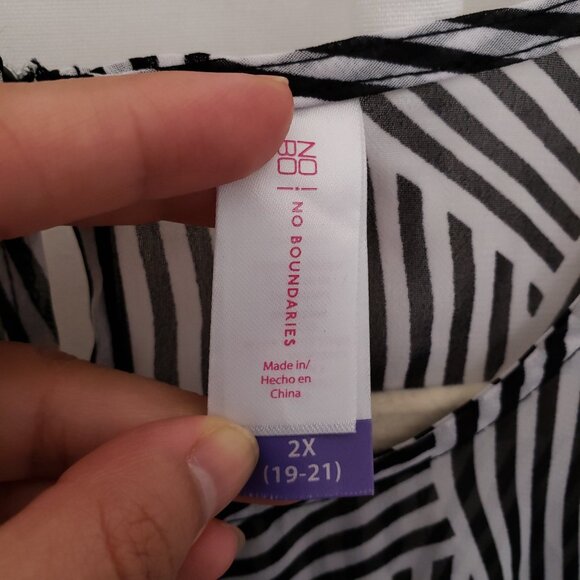 NO
BO
NO BOUNDARIES
Made in/
Hecho en
China
2X
(19-21)